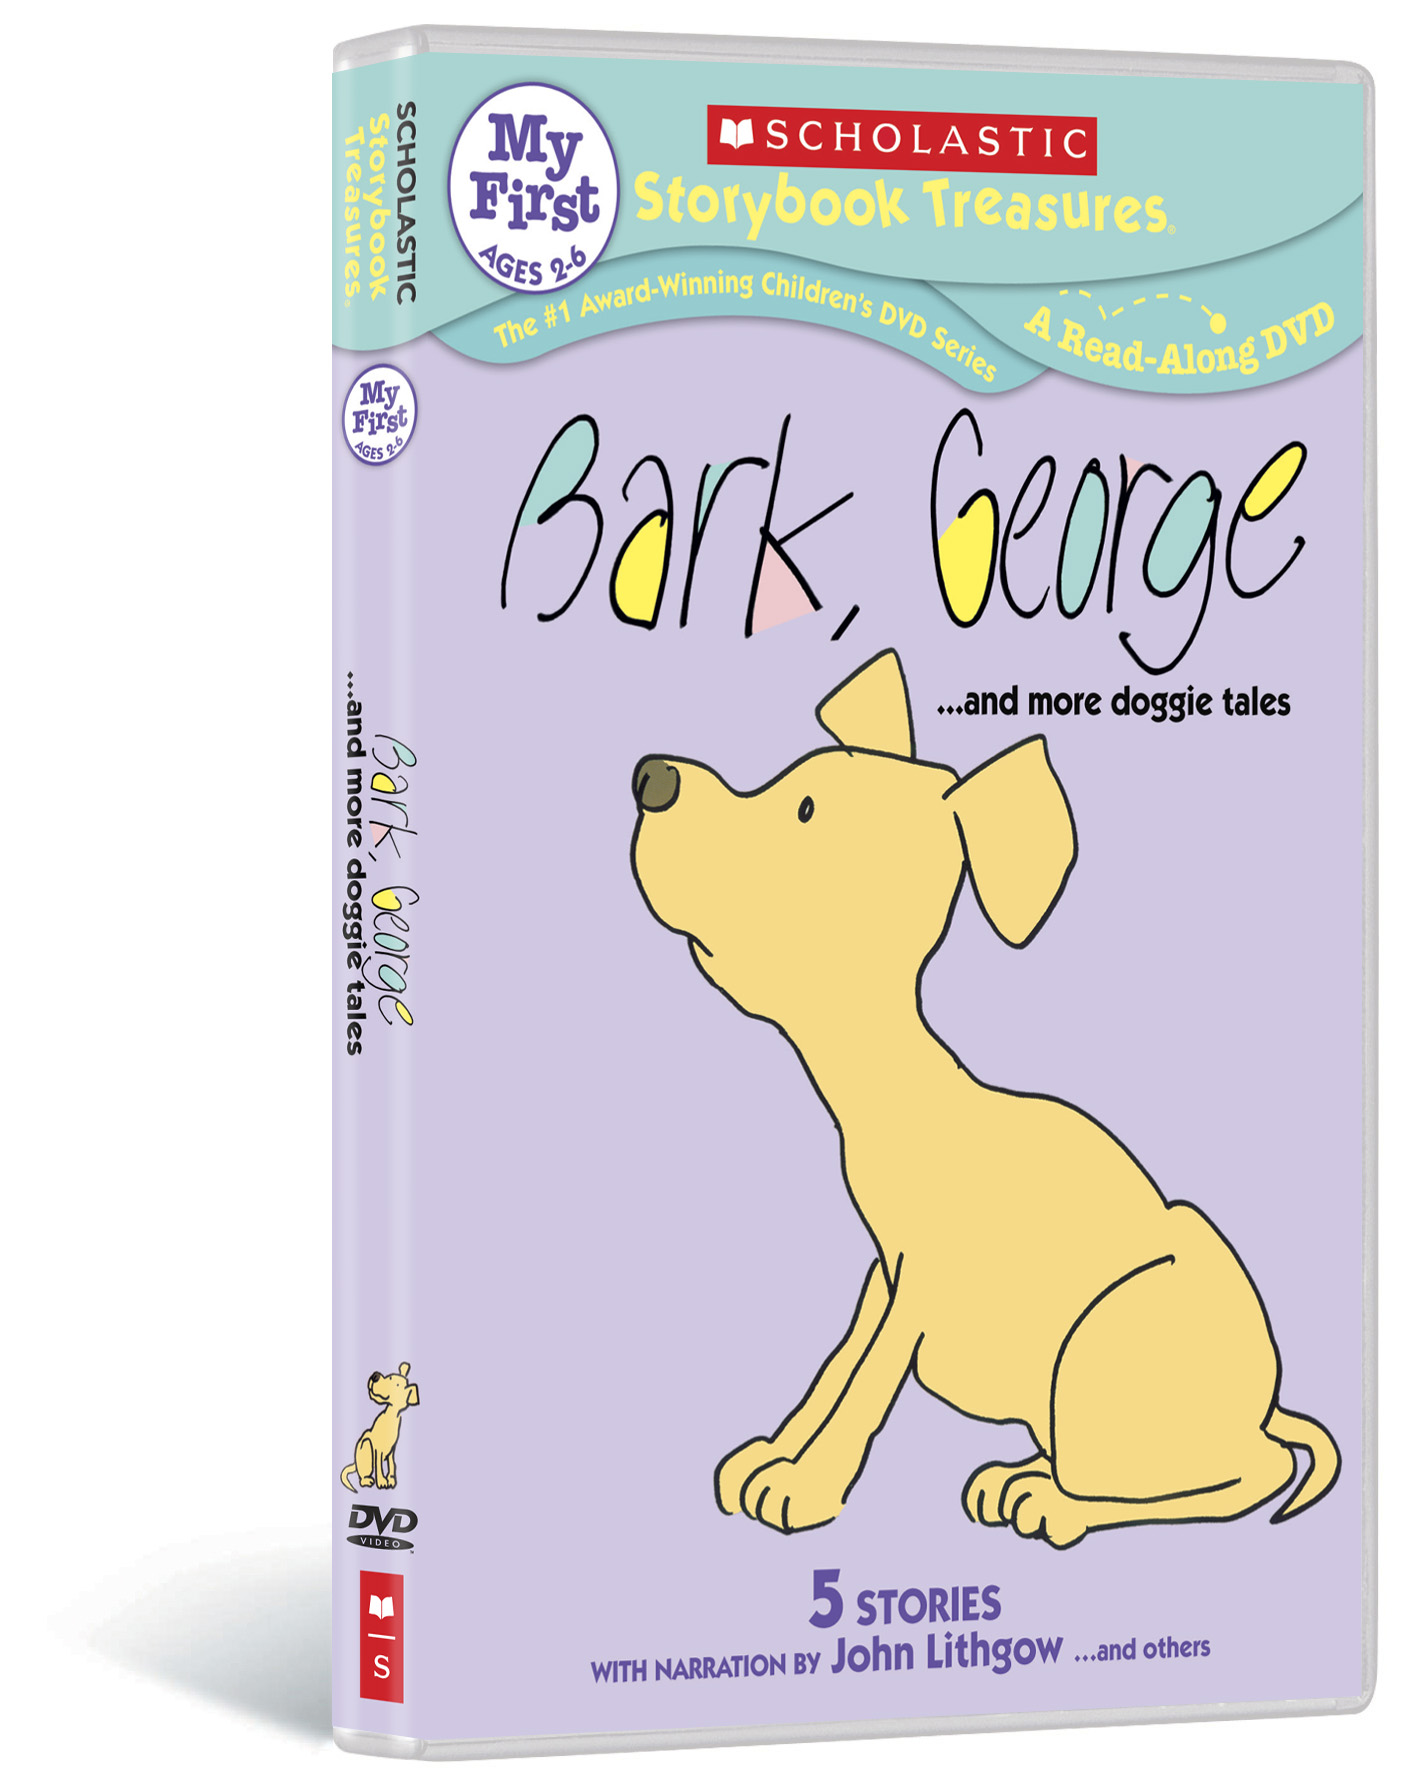 SCHOLASTIC
Storybook Treasures®
My
First
AGES 2-6
The #1 Award-Winning Children's DVD Series
A Read-Along DVD
Bark, George
...and more doggie tales
5 STORIES
WITH NARRATION BY John Lithgow ...and others
SCHOLASTIC
Storybook
Treasures®
My
First
AGES 2-6
Bark, George
...and more doggie tales
DVD
VIDEO
S